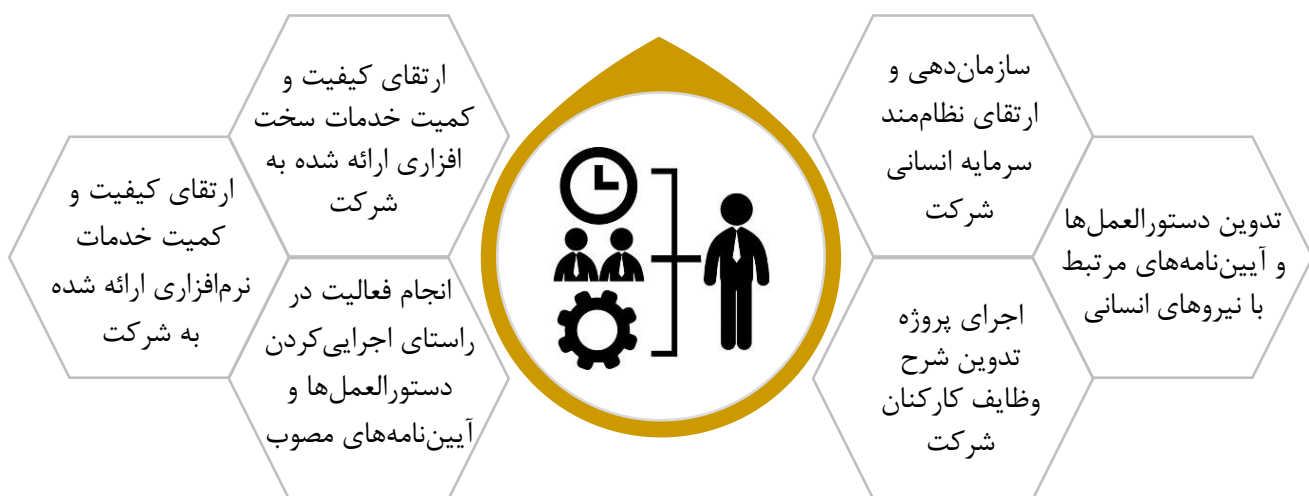 سازمان‌دهی و
ارتقای نظام‌مند
سرمایه انسانی
شرکت
تدوین دستورالعمل‌ها
و آیین‌نامه‌های مرتبط
با نیروهای انسانی
اجرای پروژه
تدوین شرح
وظایف کارکنان
شرکت
ارتقای کیفیت و
کمیت خدمات سخت
افزاری ارائه شده به
شرکت
ارتقای کیفیت و
کمیت خدمات
نرم‌افزاری ارائه شده
به شرکت
انجام فعالیت در
راستای اجرایی‌کردن
دستورالعمل‌ها و
آیین‌نامه‌های مصوب